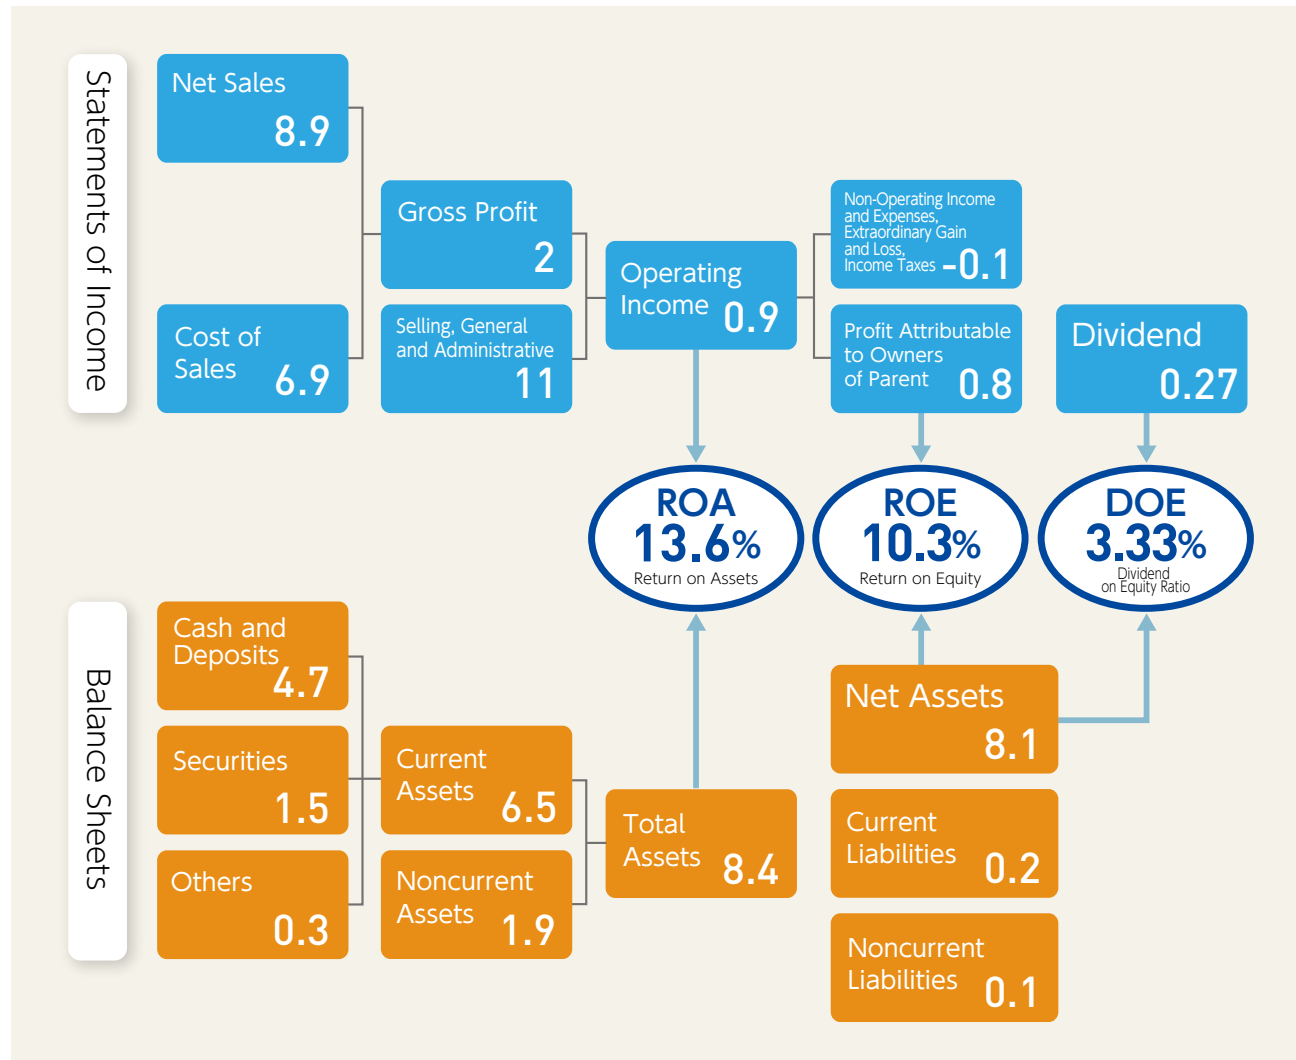 Statements of Income
Net Sales
8.9
Cost of
Sales
6.9
Gross Profit
2
Selling, General
and Administrative
11
Operating
Income
0.9
Non-Operating Income
and Expenses,
Extraordinary Gain
and Loss,
Income Taxes -0.1
Profit Attributable
to Owners
of Parent
0.8
Dividend
0.27
ROA
13.6%
Return on Assets
ROE
10.3%
Return on Equity
DOE
3.33%
Dividend
on Equity Ratio
Balance Sheets
Cash and
Deposits
4.7
Securities
1.5
Others
0.3
Current
Assets
6.5
Noncurrent
Assets
1.9
Total
Assets
8.4
Net Assets
8.1
Current
Liabilities
0.2
Noncurrent
Liabilities
0.1